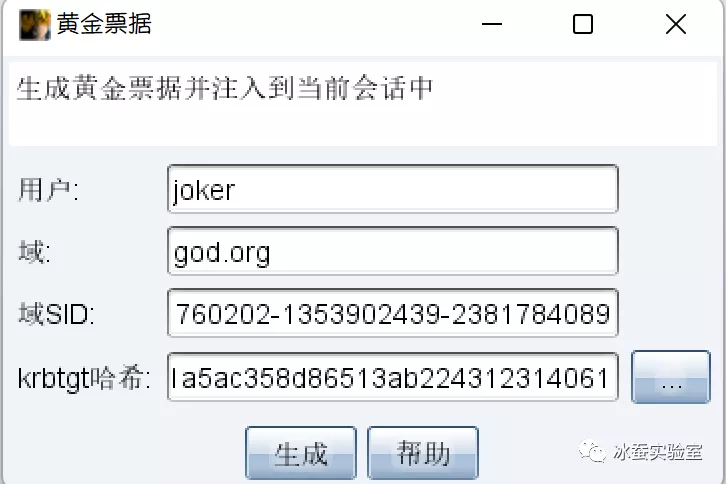 黄金票据
生成黄金票据并注入到当前会话中
用户: joker
域: god.org
域SID: 760202-1353902439-2381784089
krbtgt哈希: 1a5ac358d86513ab224312314061 ...
生成 帮助
冰蚕实验室